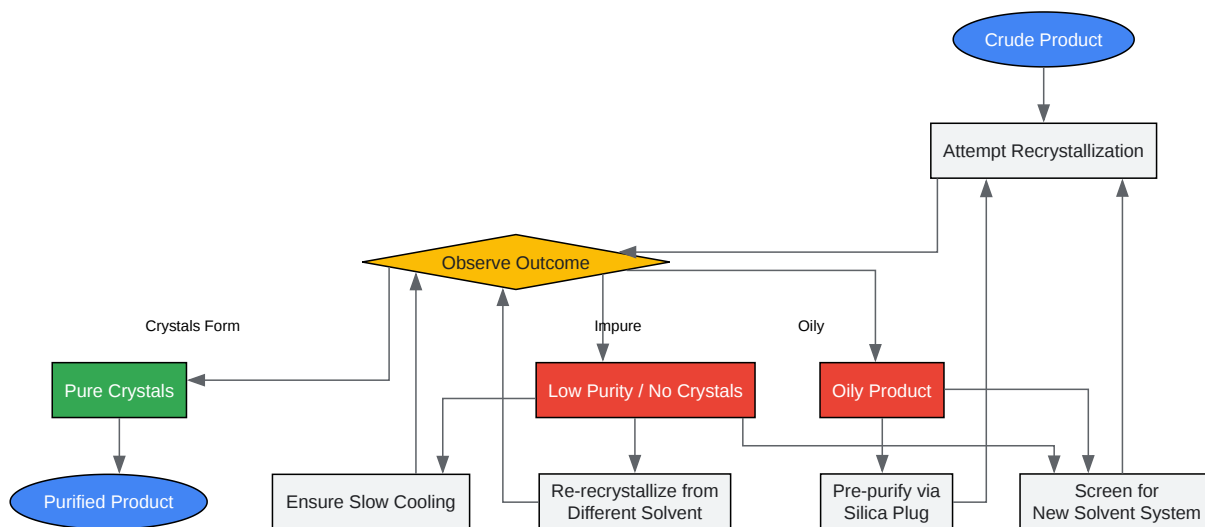 Crude Product
Attempt Recrystallization
Observe Outcome
Crystals Form
Impure
Oily
Pure Crystals
Low Purity / No Crystals
Oily Product
Purified Product
Ensure Slow Cooling
Re-recrystallize from
Different Solvent
Pre-purify via
Silica Plug
Screen for
New Solvent System